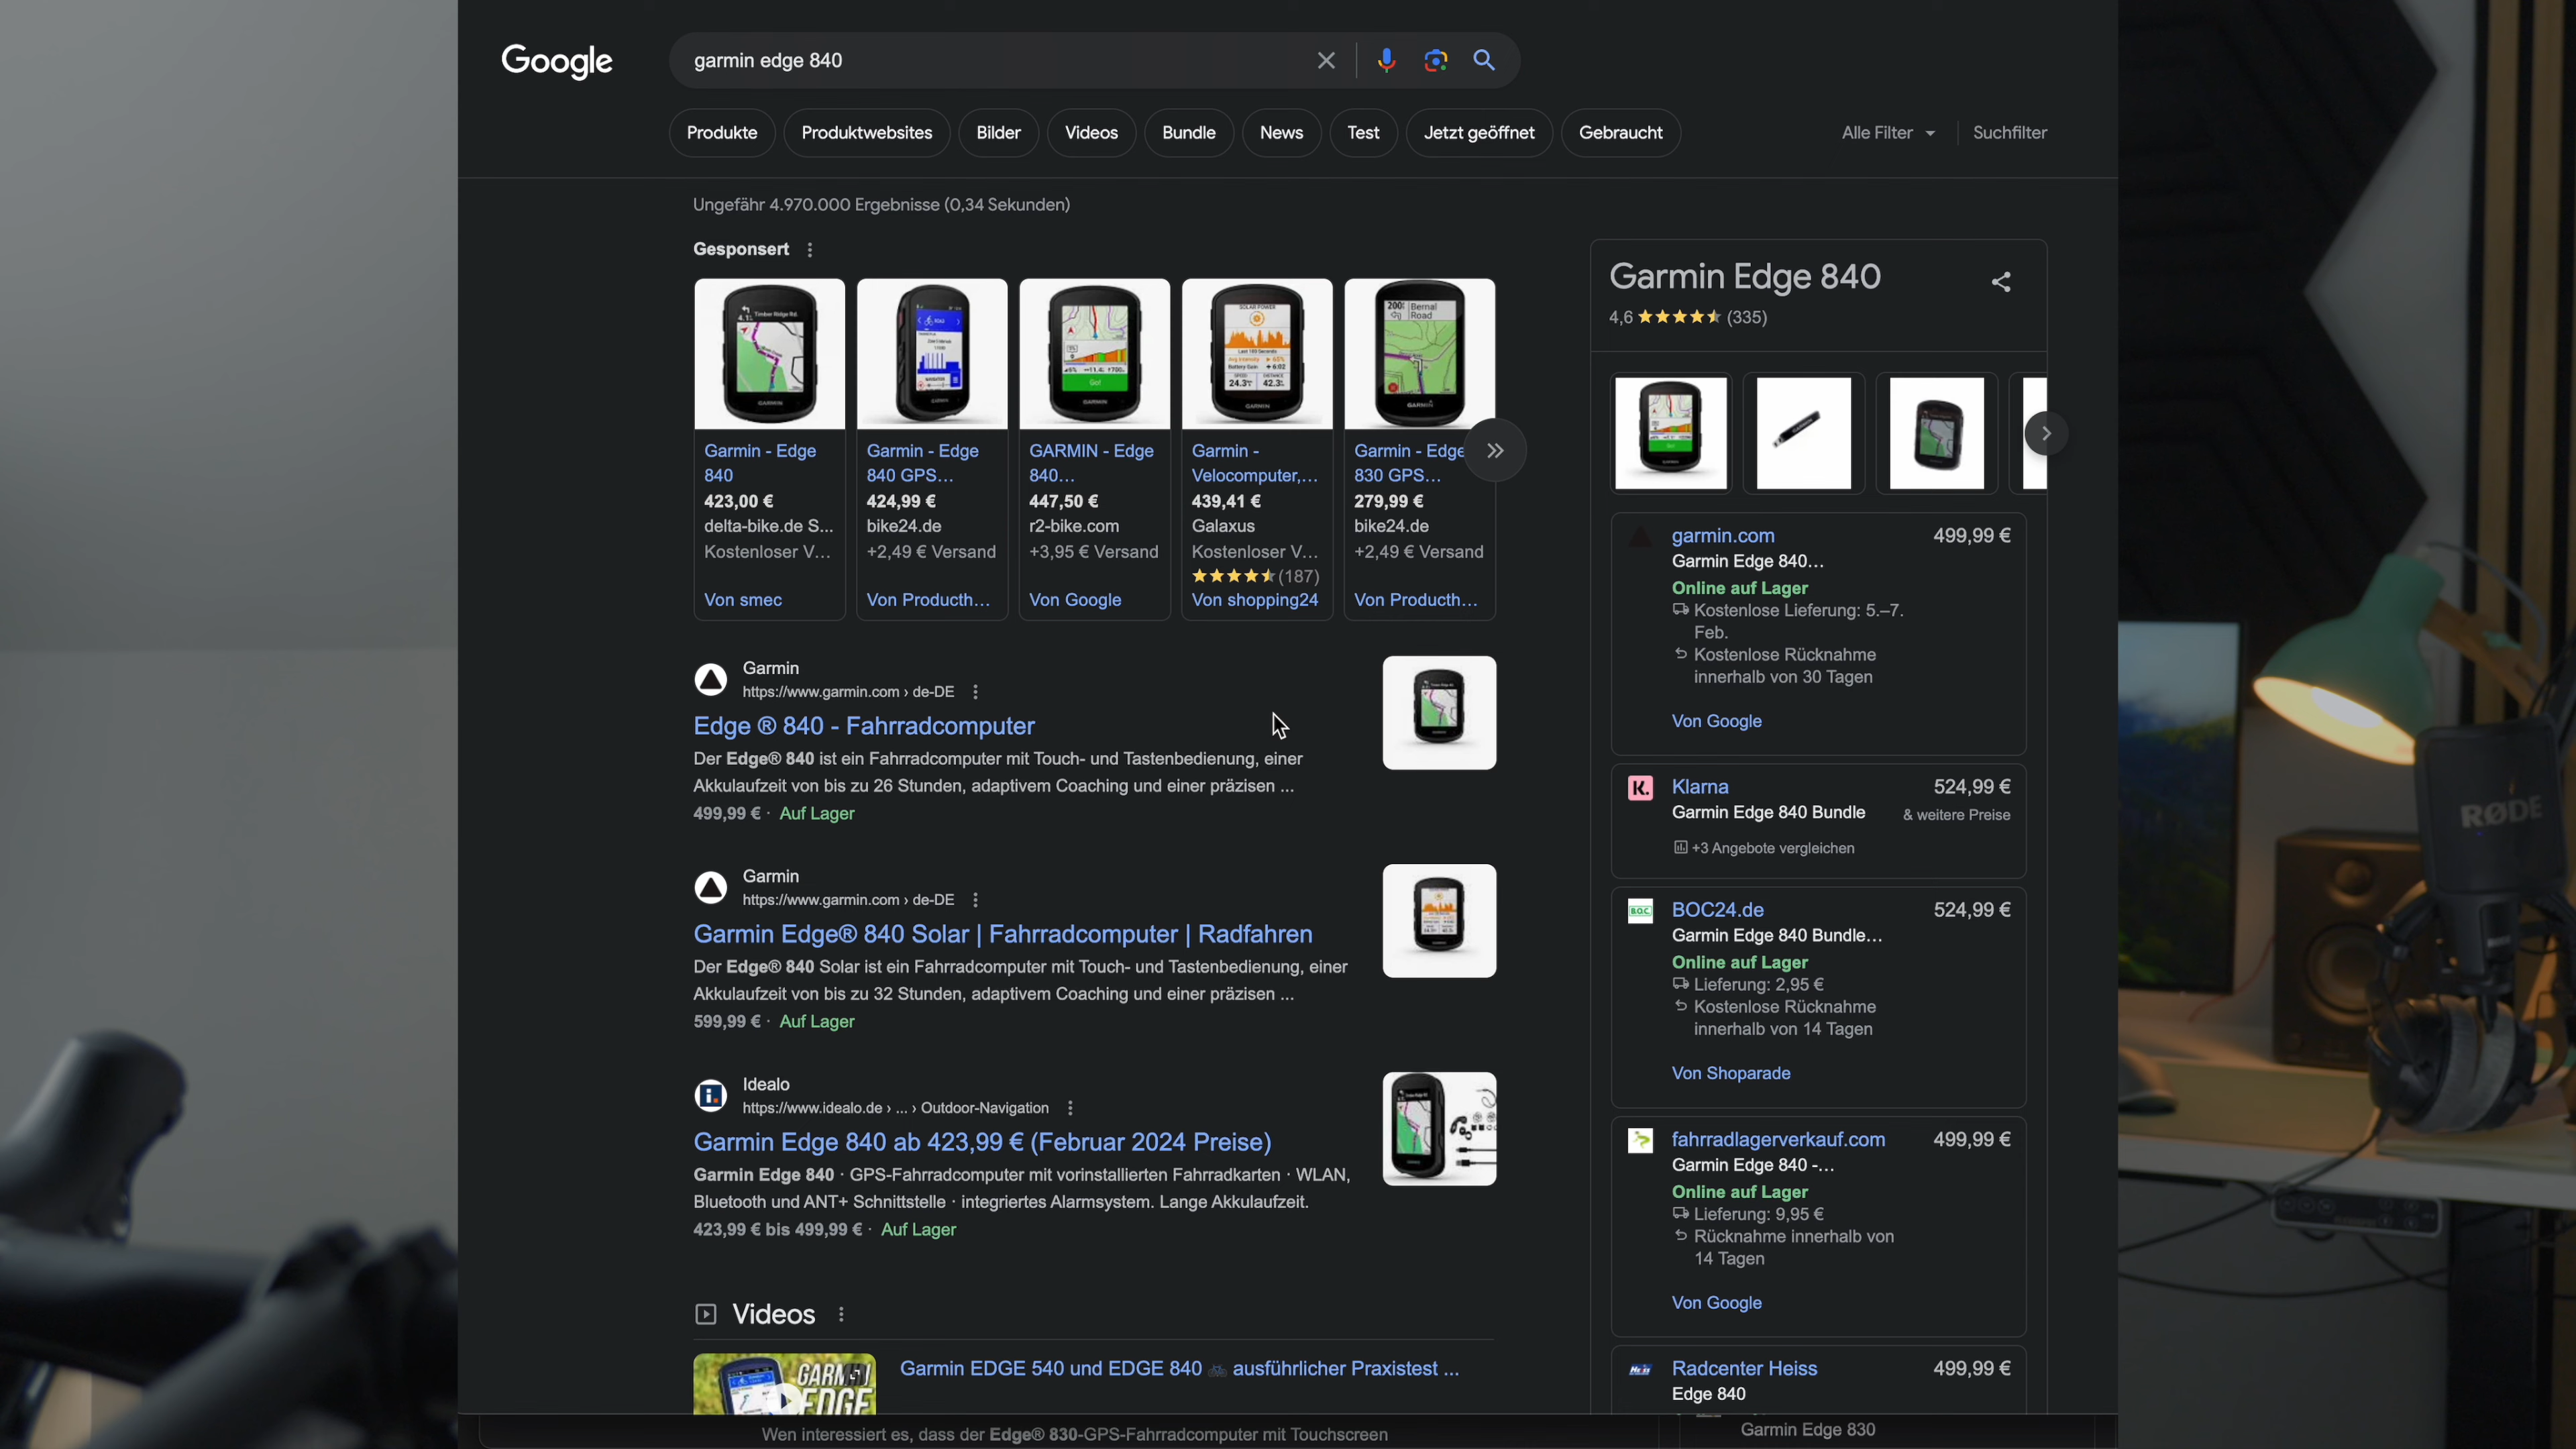 Google
garmin edge 840
Produkte
Produktwebsites
Bilder
Videos
Bundle
News
Test
Jetzt geöffnet
Gebraucht
Alle Filter
Suchfilter
Ungefähr 4.970.000 Ergebnisse (0,34 Sekunden)
Gesponsert
Garmin - Edge
840
423,00 €
delta-bike.de S...
Kostenloser V...
Von smec
Garmin - Edge
840 GPS...
424,99 €
bike24.de
+2,49 € Versand
Von Producth...
GARMIN - Edge
840...
447,50 €
r2-bike.com
+3,95 € Versand
Von Google
Garmin -
Velocomputer,...
439,41 €
Galaxus
Kostenloser V...
(187)
Von shopping24
Garmin - Edge
830 GPS...
279,99 €
bike24.de
+2,49 € Versand
Von Producth...
Garmin
https://www.garmin.com › de-DE
Edge ® 840 - Fahrradcomputer
Der Edge® 840 ist ein Fahrradcomputer mit Touch- und Tastenbedienung, einer
Akkulaufzeit von bis zu 26 Stunden, adaptivem Coaching und einer präzisen ...
499,99 € · Auf Lager
Garmin
https://www.garmin.com › de-DE
Garmin Edge® 840 Solar | Fahrradcomputer | Radfahren
Der Edge® 840 Solar ist ein Fahrradcomputer mit Touch- und Tastenbedienung, einer
Akkulaufzeit von bis zu 32 Stunden, adaptivem Coaching und einer präzisen ...
599,99 € · Auf Lager
Idealo
https://www.idealo.de › ... › Outdoor-Navigation
Garmin Edge 840 ab 423,99 € (Februar 2024 Preise)
Garmin Edge 840 · GPS-Fahrradcomputer mit vorinstallierten Fahrradkarten · WLAN,
Bluetooth und ANT+ Schnittstelle · integriertes Alarmsystem. Lange Akkulaufzeit.
423,99 € bis 499,99 € · Auf Lager
Videos
GARMIN
EDGE
Garmin EDGE 540 und EDGE 840 🚲 ausführlicher Praxistest ...
Wen interessiert es, dass der Edge® 830-GPS-Fahrradcomputer mit Touchscreen
Garmin Edge 840
4,6
(335)
garmin.com
499,99 €
Garmin Edge 840...
Online auf Lager
Kostenlose Lieferung: 5.–7.
Feb.
Kostenlose Rücknahme
innerhalb von 30 Tagen
Von Google
K.
Klarna
524,99 €
Garmin Edge 840 Bundle
& weitere Preise
+3 Angebote vergleichen
B.O.C.
BOC24.de
524,99 €
Garmin Edge 840 Bundle...
Online auf Lager
Lieferung: 2,95 €
Kostenlose Rücknahme
innerhalb von 14 Tagen
Von Shoparade
fahrradlagerverkauf.com
499,99 €
Garmin Edge 840 -...
Online auf Lager
Lieferung: 9,95 €
Rücknahme innerhalb von
14 Tagen
Von Google
Radcenter Heiss
499,99 €
Edge 840
Garmin Edge 830
RØDE